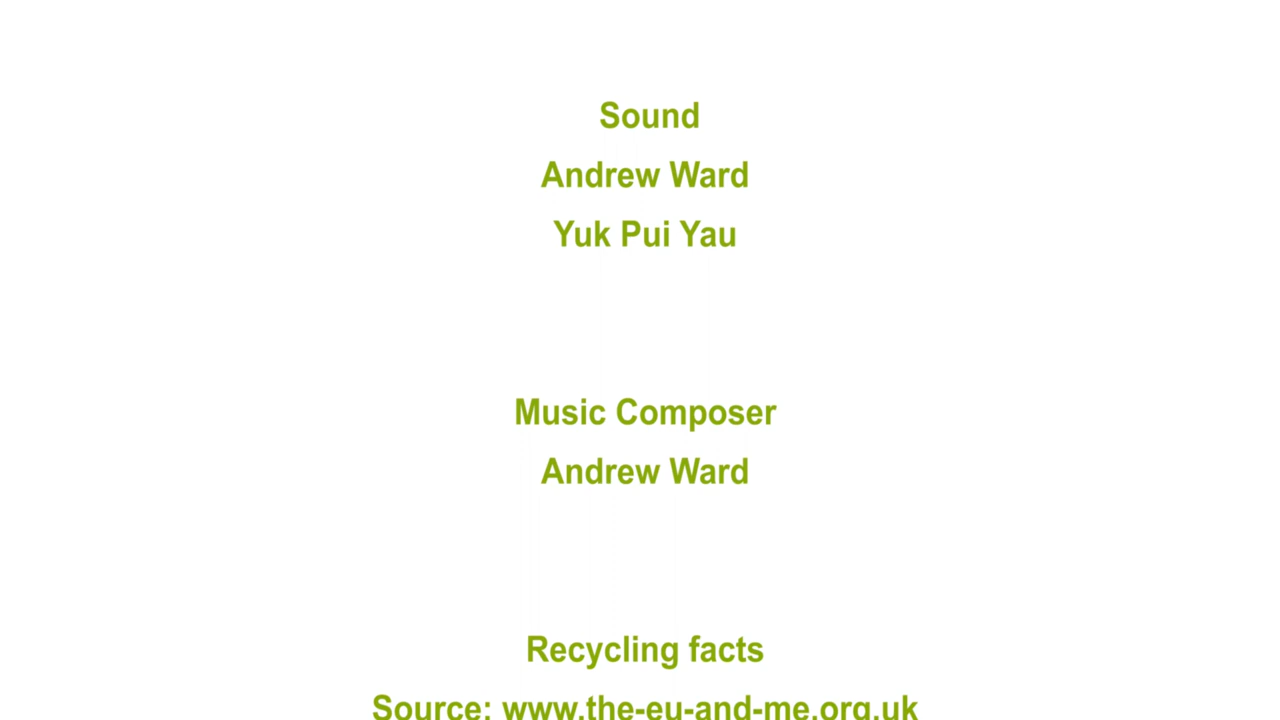 Sound
Andrew Ward
Yuk Pui Yau
Music Composer
Andrew Ward
Recycling facts
Source: www.the-eu-and-me.org.uk